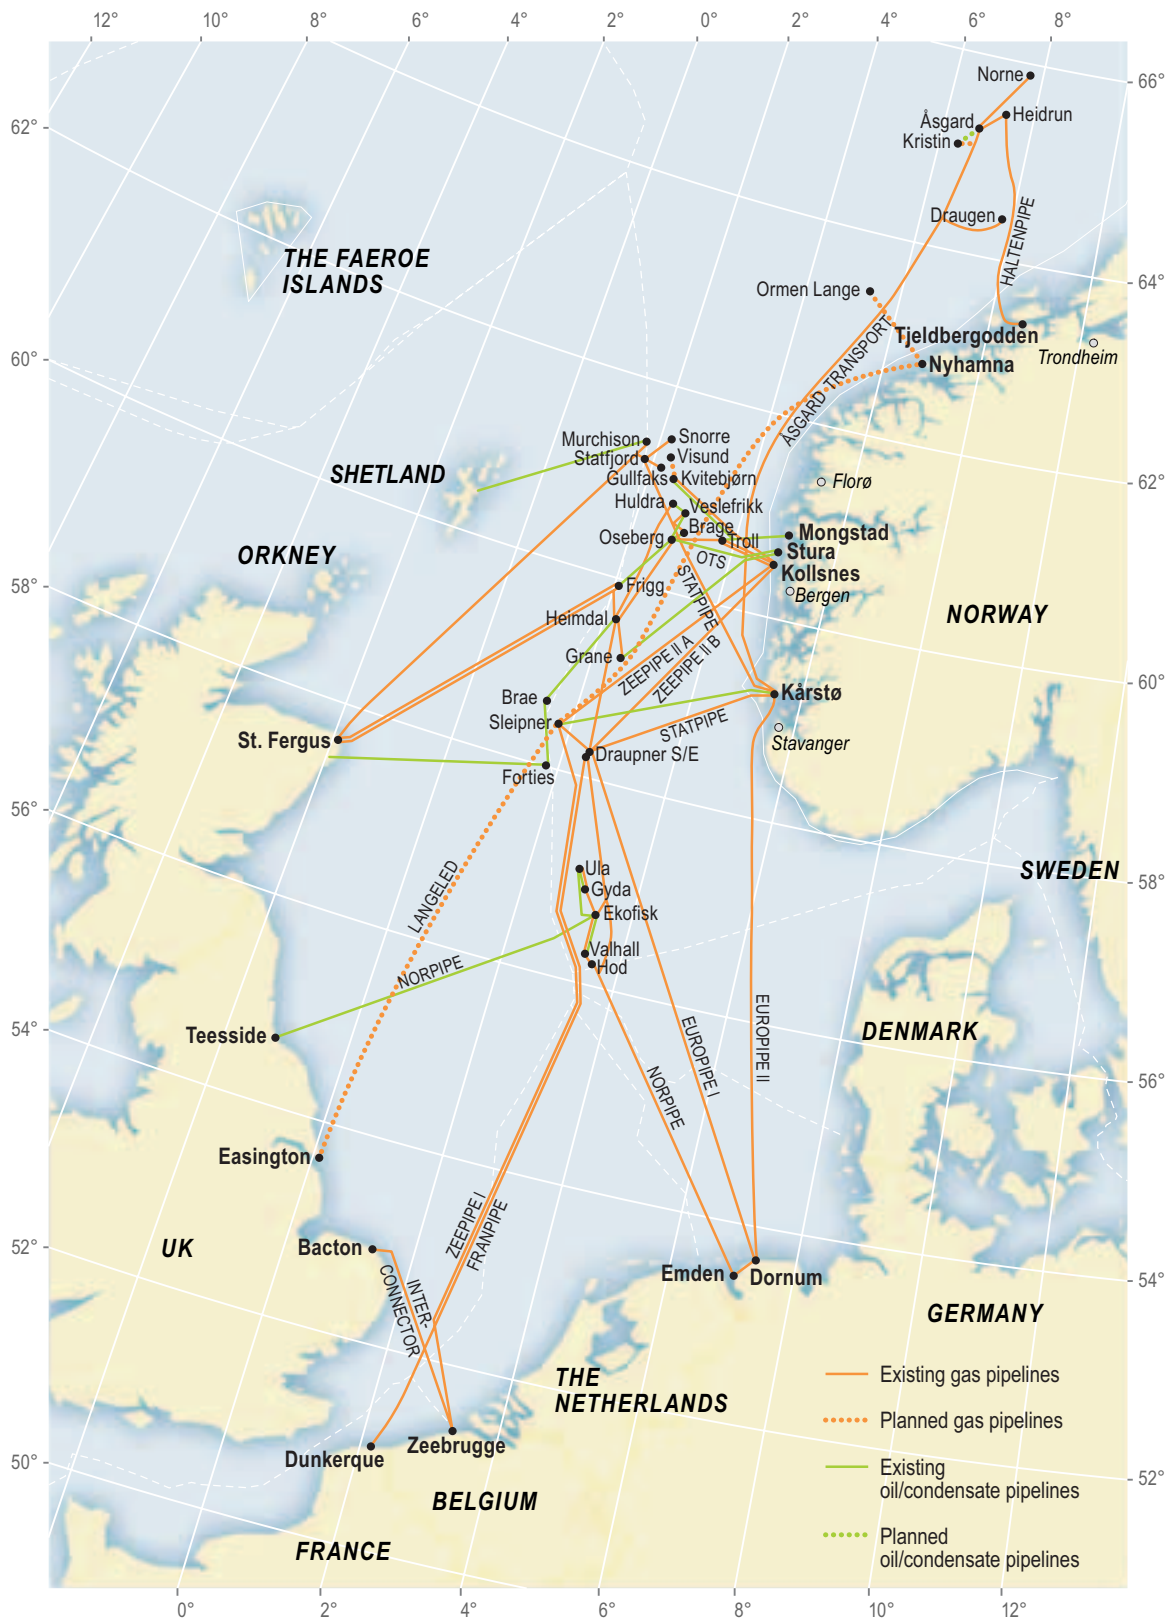 12°
10°
8°
6°
4°
2°
0°
2°
4°
6°
8°
66°
64°
62°
60°
58°
56°
54°
52°
62°
60°
58°
56°
54°
52°
50°
0°
2°
4°
6°
8°
10°
12°
Norne
Åsgard
Heidrun
Kristin
Draugen
HALTENPIPE
THE FAEROE
ISLANDS
Ormen Lange
Tjeldbergodden
Trondheim
Nyhamna
ÅSGARD TRANSPORT
Murchison
Snorre
Statfjord
Visund
Gullfaks
Kvitebjørn
SHETLAND
Florø
Huldra
Veslefrikk
Brage
Oseberg
Troll
OTS
Mongstad
Stura
Kollsnes
Bergen
ORKNEY
Frigg
STATPIPE
Heimdal
NORWAY
Grane
ZEEPIPE II A
ZEEPIPE II B
Brae
Kårstø
Sleipner
STATPIPE
Stavanger
St. Fergus
Draupner S/E
Forties
Ula
Gyda
Ekofisk
SWEDEN
LANGELED
Valhall
Hod
NORPIPE
Teesside
EUROPIPE I
EUROPIPE II
DENMARK
NORPIPE
Easington
ZEEPIPE I
FRANPIPE
UK
Bacton
INTER-
CONNECTOR
Emden
Dornum
GERMANY
THE
NETHERLANDS
Dunkerque
Zeebrugge
BELGIUM
FRANCE
Existing gas pipelines
Planned gas pipelines
Existing
oil/condensate pipelines
Planned
oil/condensate pipelines